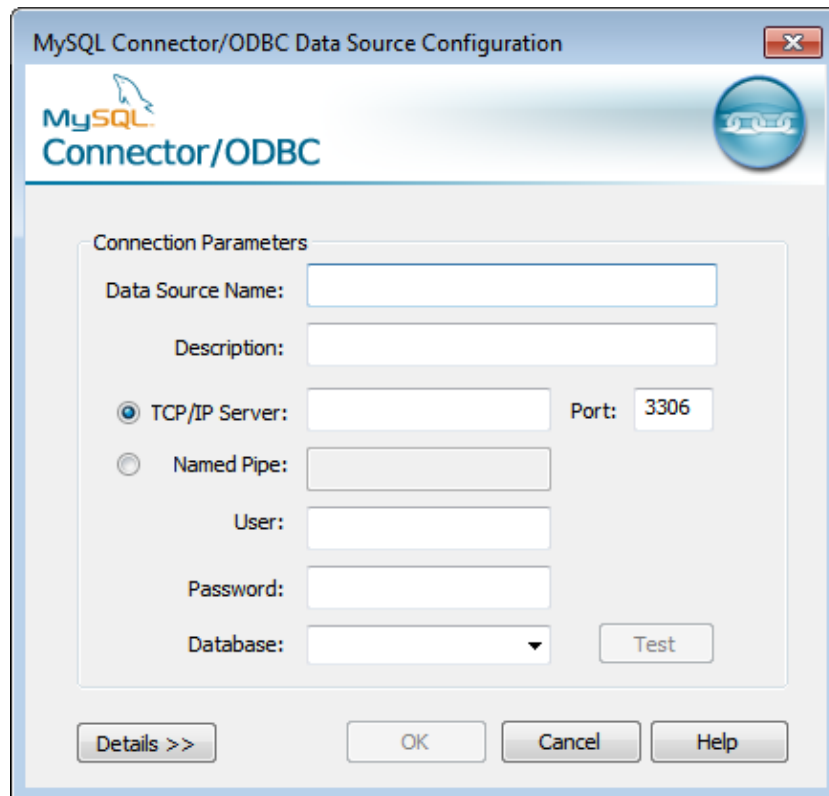 MySQL Connector/ODBC Data Source Configuration
MySQL
Connector/ODBC
Connection Parameters
Data Source Name:
Description:
TCP/IP Server:
Port: 3306
Named Pipe:
User:
Password:
Database:
Test
Details >>
OK
Cancel
Help